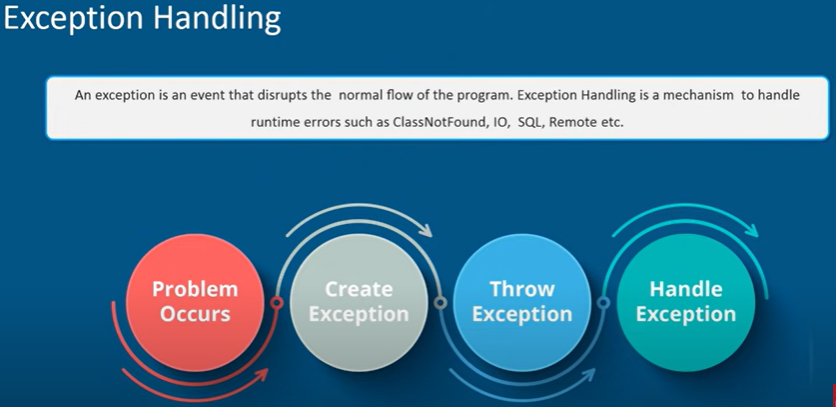 Exception Handling
An exception is an event that disrupts the normal flow of the program. Exception Handling is a mechanism to handle
runtime errors such as ClassNotFound, IO, SQL, Remote etc.
Problem
Occurs
Create
Exception
Throw
Exception
Handle
Exception